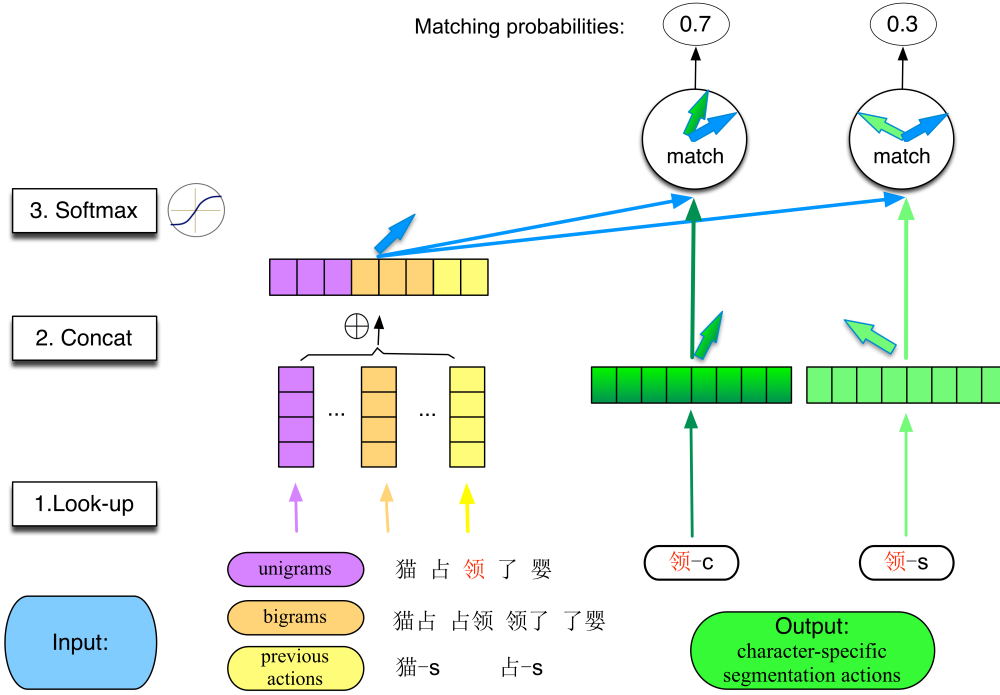 Matching probabilities:
0.7
0.3
match
match
3. Softmax
2. Concat
...
...
1.Look-up
unigrams
猫 占 领 了 婴
领-c
领-s
bigrams
猫占 占领 领了 了婴
Input:
previous
actions
猫-s 占-s
Output:
character-specific
segmentation actions